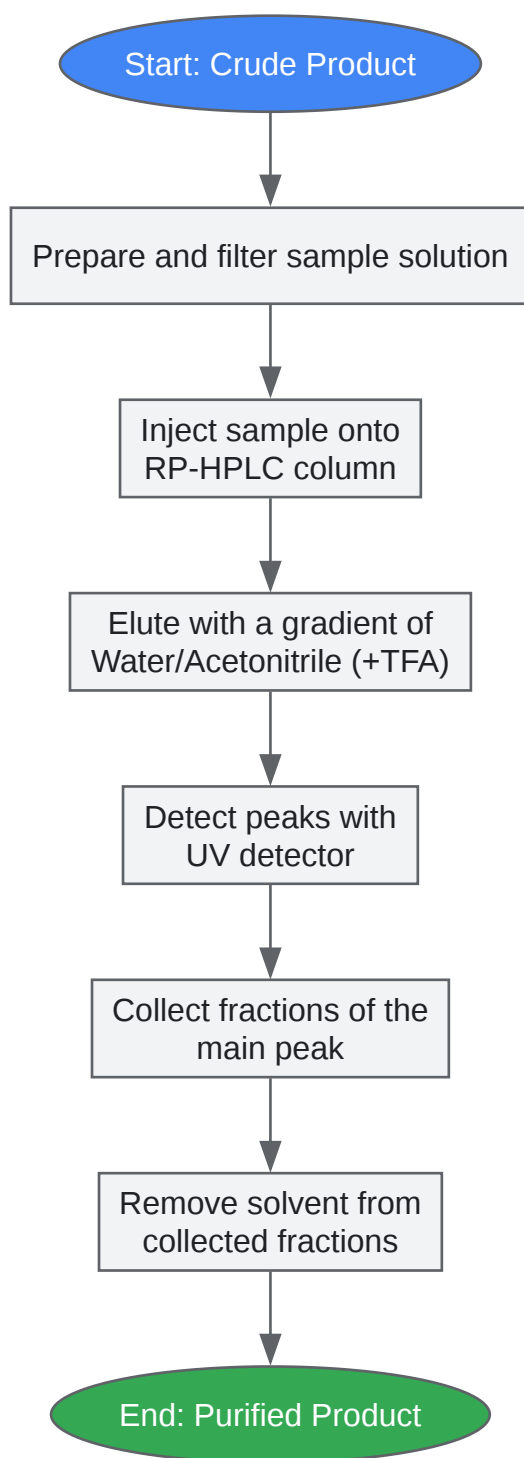 Start: Crude Product
Prepare and filter sample solution
Inject sample onto
RP-HPLC column
Elute with a gradient of
Water/Acetonitrile (+TFA)
Detect peaks with
UV detector
Collect fractions of the
main peak
Remove solvent from
collected fractions
End: Purified Product